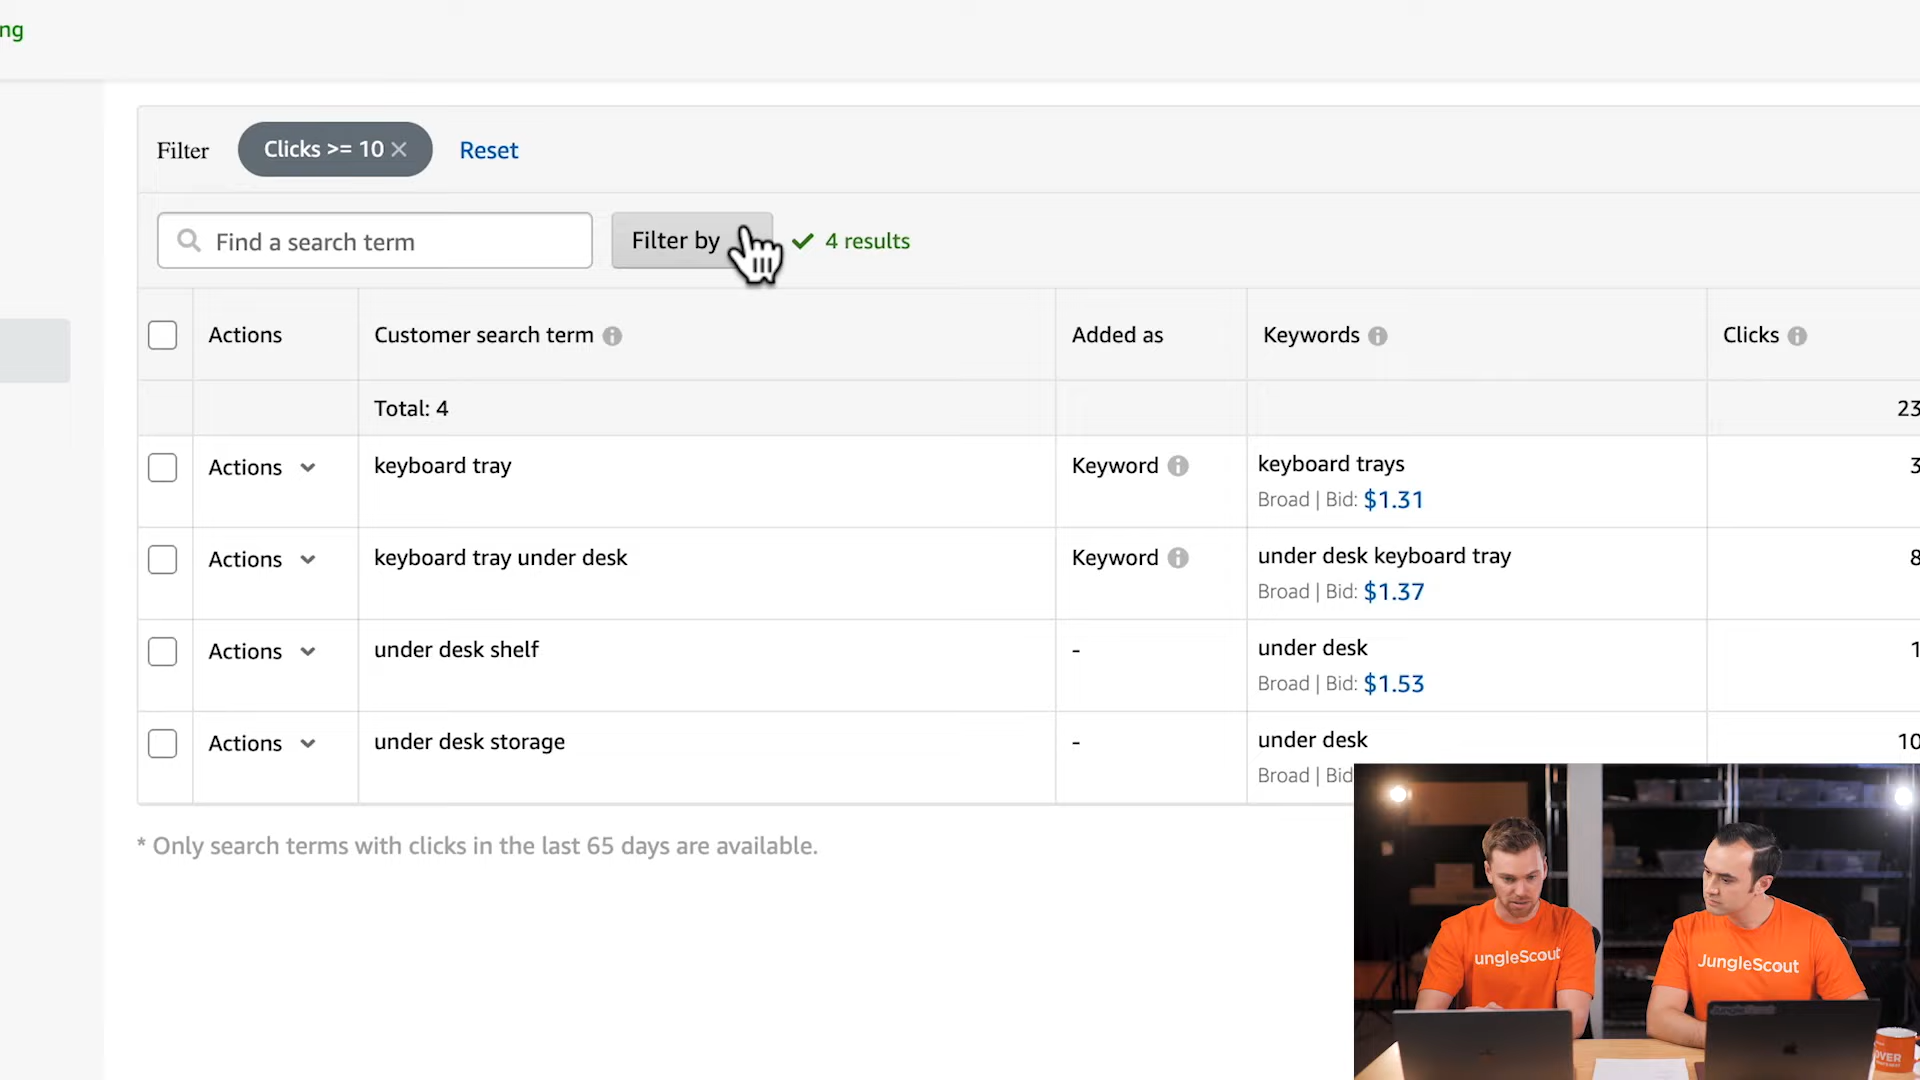 ng
Filter Clicks >= 10 Reset
Find a search term Filter by 4 results
Actions Customer search term Added as Keywords Clicks
Total: 4 23
Actions keyboard tray Keyword keyboard trays 3
Broad | Bid: $1.31
Actions keyboard tray under desk Keyword under desk keyboard tray 8
Broad | Bid: $1.37
Actions under desk shelf - under desk 1
Broad | Bid: $1.53
Actions under desk storage - under desk 10
Broad | Bid
* Only search terms with clicks in the last 65 days are available.
ungleScout
JungleScout
JungleScout
OVER